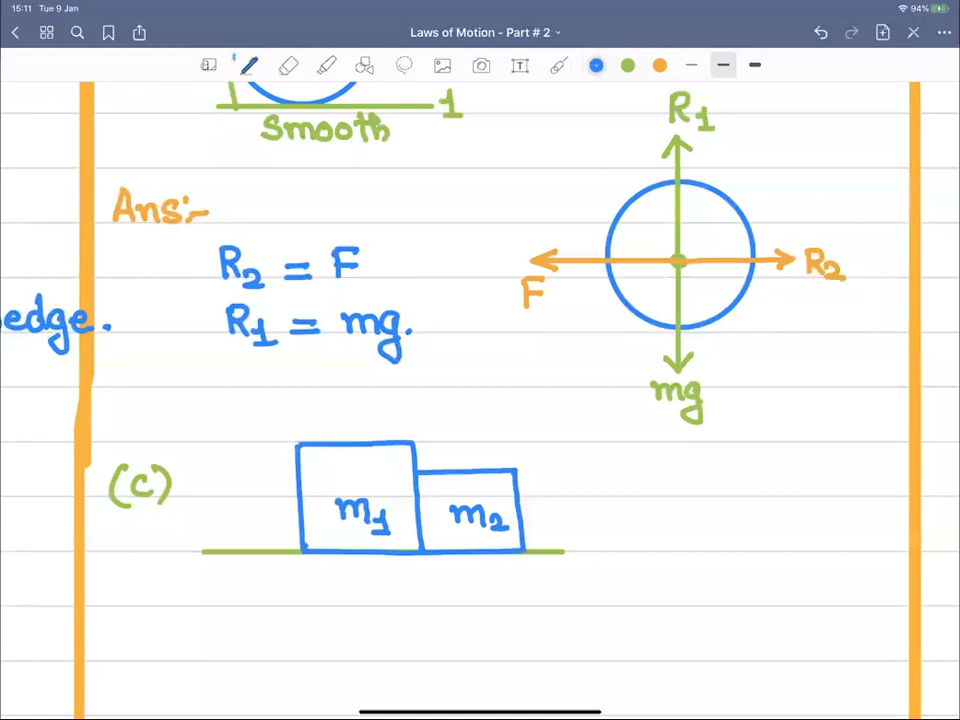 15:11 Tue 9 Jan
94%
Laws of Motion - Part # 2
1
Smooth
R1
Ans:-
R2 = F
F
R2
edge.
R1 = mg.
mg
(C)
m1
m2